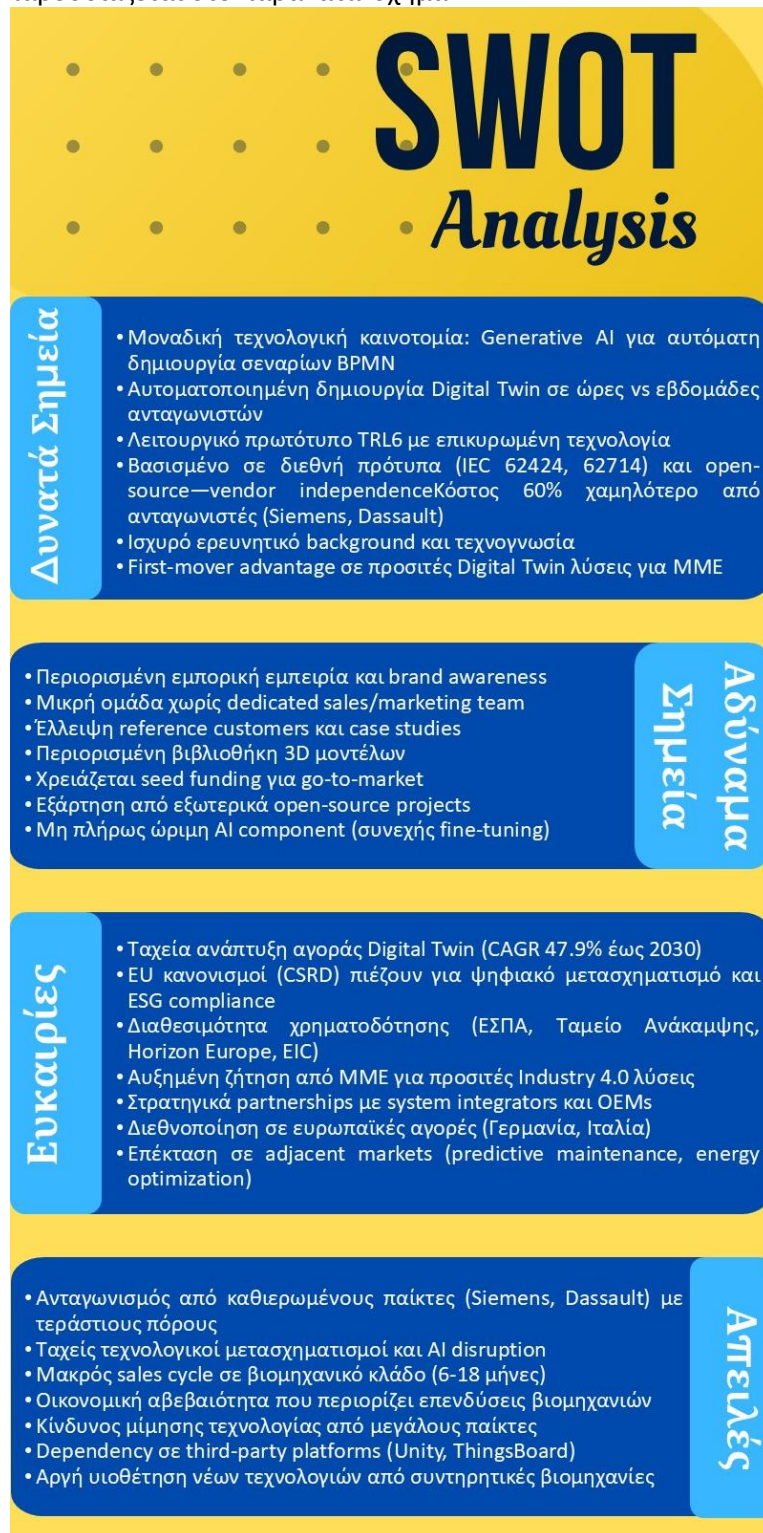 SWOT
Analysis
Δυνατά Σημεία
• Μοναδική τεχνολογική καινοτομία: Generative AI για αυτόματη
δημιουργία σεναρίων BPMN
• Αυτοματοποιημένη δημιουργία Digital Twin σε ώρες vs εβδομάδες
ανταγωνιστών
• Λειτουργικό πρωτότυπο TRL6 με επικυρωμένη τεχνολογία
• Βασισμένο σε διεθνή πρότυπα (IEC 62424, 62714) και open-
source—vendor independenceΚόστος 60% χαμηλότερο από
ανταγωνιστές (Siemens, Dassault)
• Ισχυρό ερευνητικό background και τεχνογνωσία
• First-mover advantage σε προσιτές Digital Twin λύσεις για ΜΜΕ
Αδύναμα
Σημεία
• Περιορισμένη εμπορική εμπειρία και brand awareness
• Μικρή ομάδα χωρίς dedicated sales/marketing team
• Έλλειψη reference customers και case studies
• Περιορισμένη βιβλιοθήκη 3D μοντέλων
• Χρειάζεται seed funding για go-to-market
• Εξάρτηση από εξωτερικά open-source projects
• Μη πλήρως ώριμη AI component (συνεχής fine-tuning)
Ευκαιρίες
• Ταχεία ανάπτυξη αγοράς Digital Twin (CAGR 47.9% έως 2030)
• EU κανονισμοί (CSRD) πιέζουν για ψηφιακό μετασχηματισμό και
ESG compliance
• Διαθεσιμότητα χρηματοδότησης (ΕΣΠΑ, Ταμείο Ανάκαμψης,
Horizon Europe, EIC)
• Αυξημένη ζήτηση από ΜΜΕ για προσιτές Industry 4.0 λύσεις
• Στρατηγικά partnerships με system integrators και OEMs
• Διεθνοποίηση σε ευρωπαϊκές αγορές (Γερμανία, Ιταλία)
• Επέκταση σε adjacent markets (predictive maintenance, energy
optimization)
Απειλές
• Ανταγωνισμός από καθιερωμένους παίκτες (Siemens, Dassault) με
τεράστιους πόρους
• Ταχείς τεχνολογικοί μετασχηματισμοί και AI disruption
• Μακρός sales cycle σε βιομηχανικό κλάδο (6-18 μήνες)
• Οικονομική αβεβαιότητα που περιορίζει επενδύσεις βιομηχανιών
• Κίνδυνος μίμησης τεχνολογίας από μεγάλους παίκτες
• Dependency σε third-party platforms (Unity, ThingsBoard)
• Αργή υιοθέτηση νέων τεχνολογιών από συντηρητικές βιομηχανίες